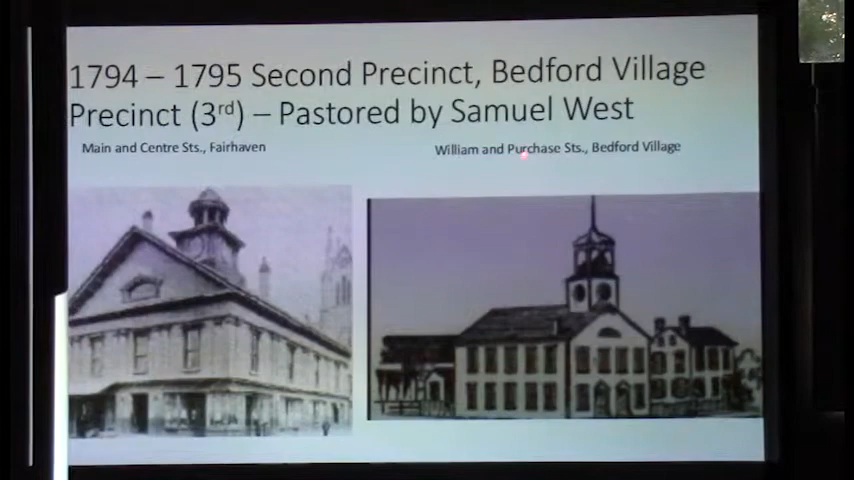 1794 – 1795 Second Precinct, Bedford Village
Precinct (3rd) – Pastored by Samuel West
Main and Centre Sts., Fairhaven
William and Purchase Sts., Bedford Village